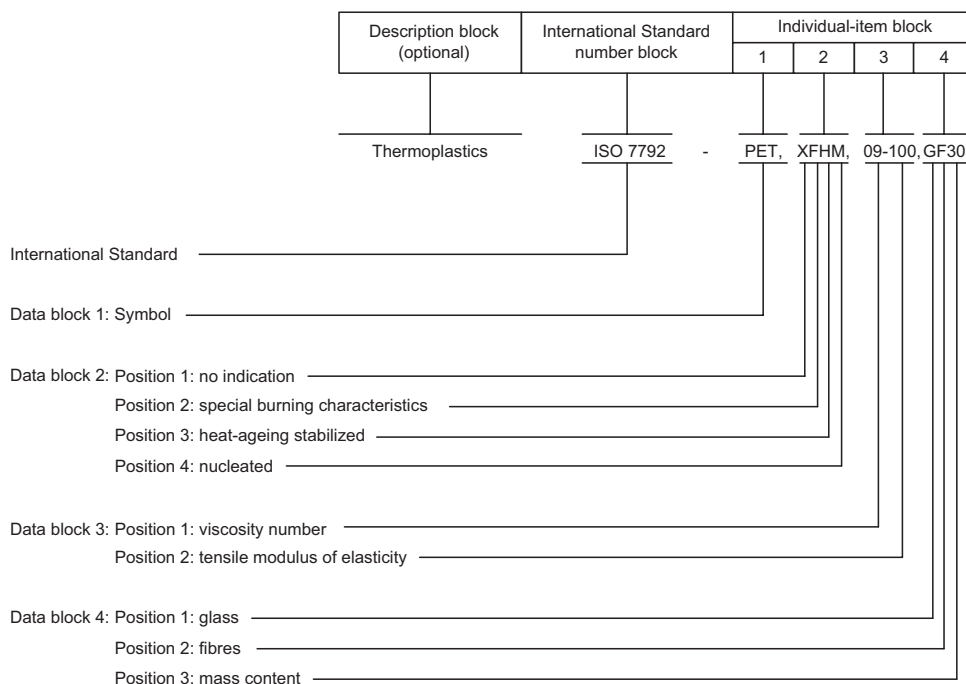 Description block
(optional)
International Standard
number block
Individual-item block
1 2 3 4
Thermoplastics ISO 7792 - PET, XFHM, 09-100, GF30
International Standard
Data block 1: Symbol
Data block 2: Position 1: no indication
Position 2: special burning characteristics
Position 3: heat-ageing stabilized
Position 4: nucleated
Data block 3: Position 1: viscosity number
Position 2: tensile modulus of elasticity
Data block 4: Position 1: glass
Position 2: fibres
Position 3: mass content